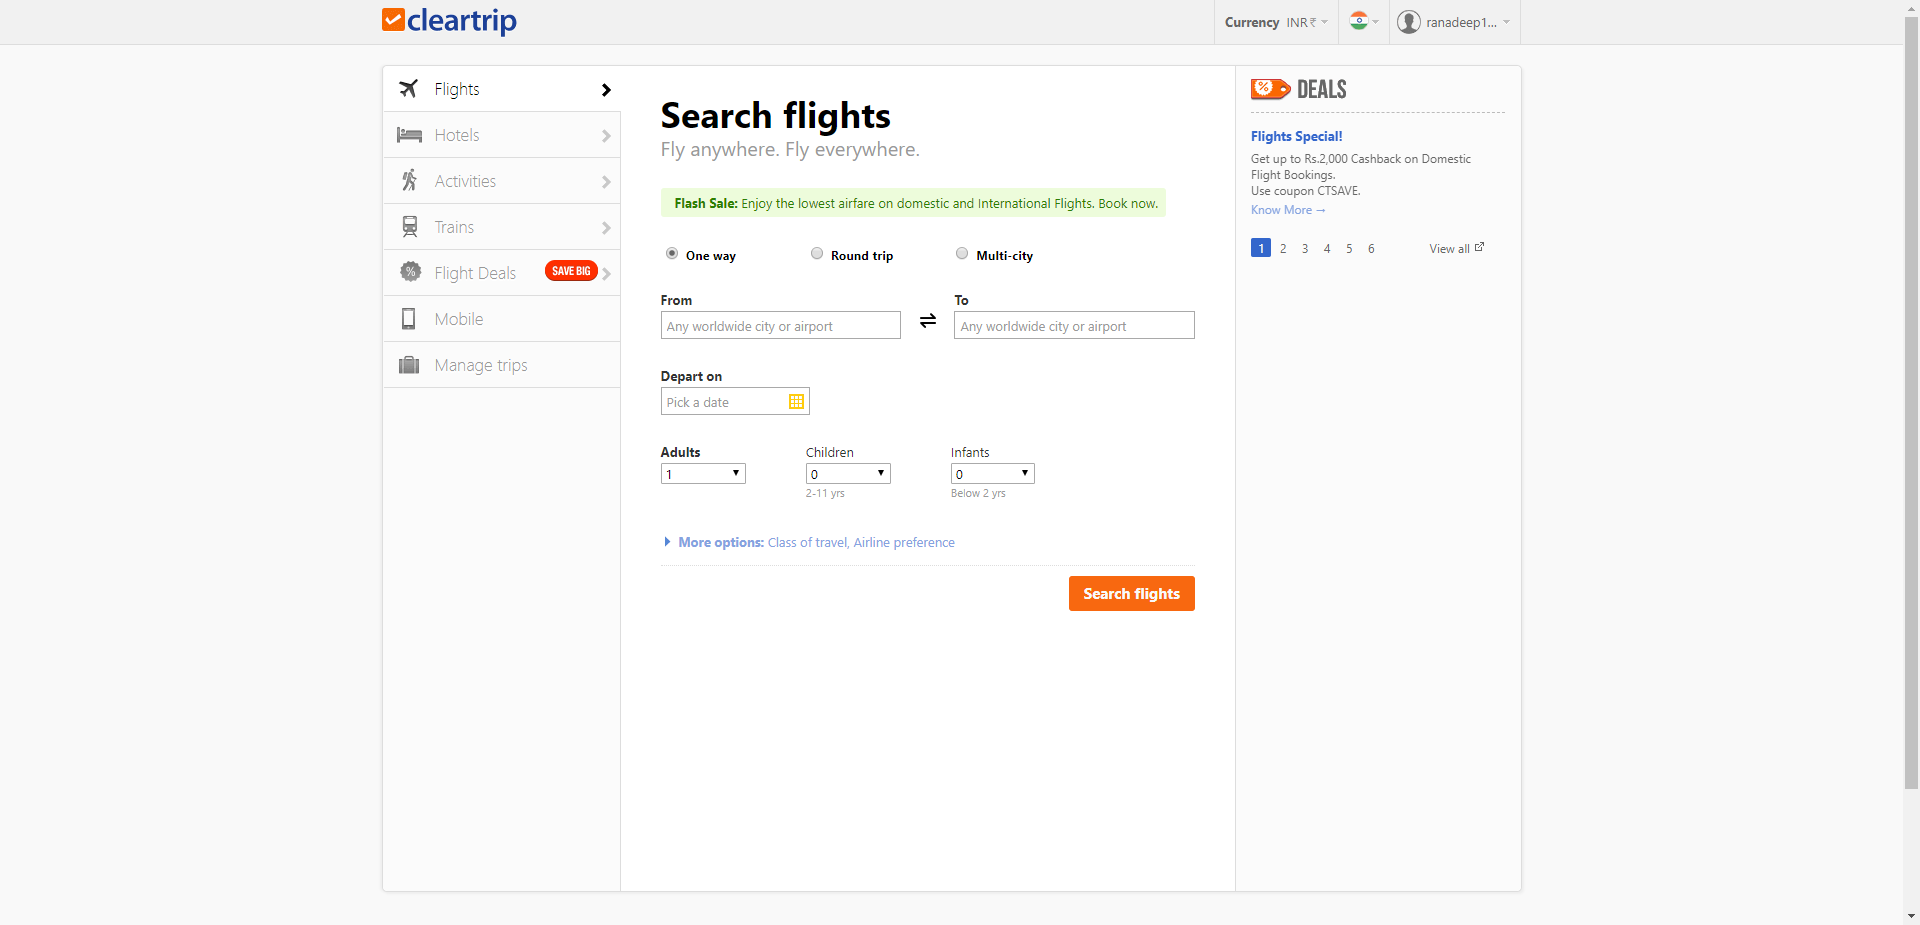 cleartrip
Currency INR ₹
ranadeep1...
Flights
Hotels
Activities
Trains
Flight Deals SAVE BIG
Mobile
Manage trips
Search flights
Fly anywhere. Fly everywhere.
Flash Sale: Enjoy the lowest airfare on domestic and International Flights. Book now.
One way Round trip Multi-city
From To
Any worldwide city or airport Any worldwide city or airport
Depart on
Pick a date
Adults Children Infants
1 0 0
2-11 yrs Below 2 yrs
More options: Class of travel, Airline preference
Search flights
% DEALS
Flights Special!
Get up to Rs.2,000 Cashback on Domestic
Flight Bookings.
Use coupon CTSAVE.
Know More →
1 2 3 4 5 6 View all